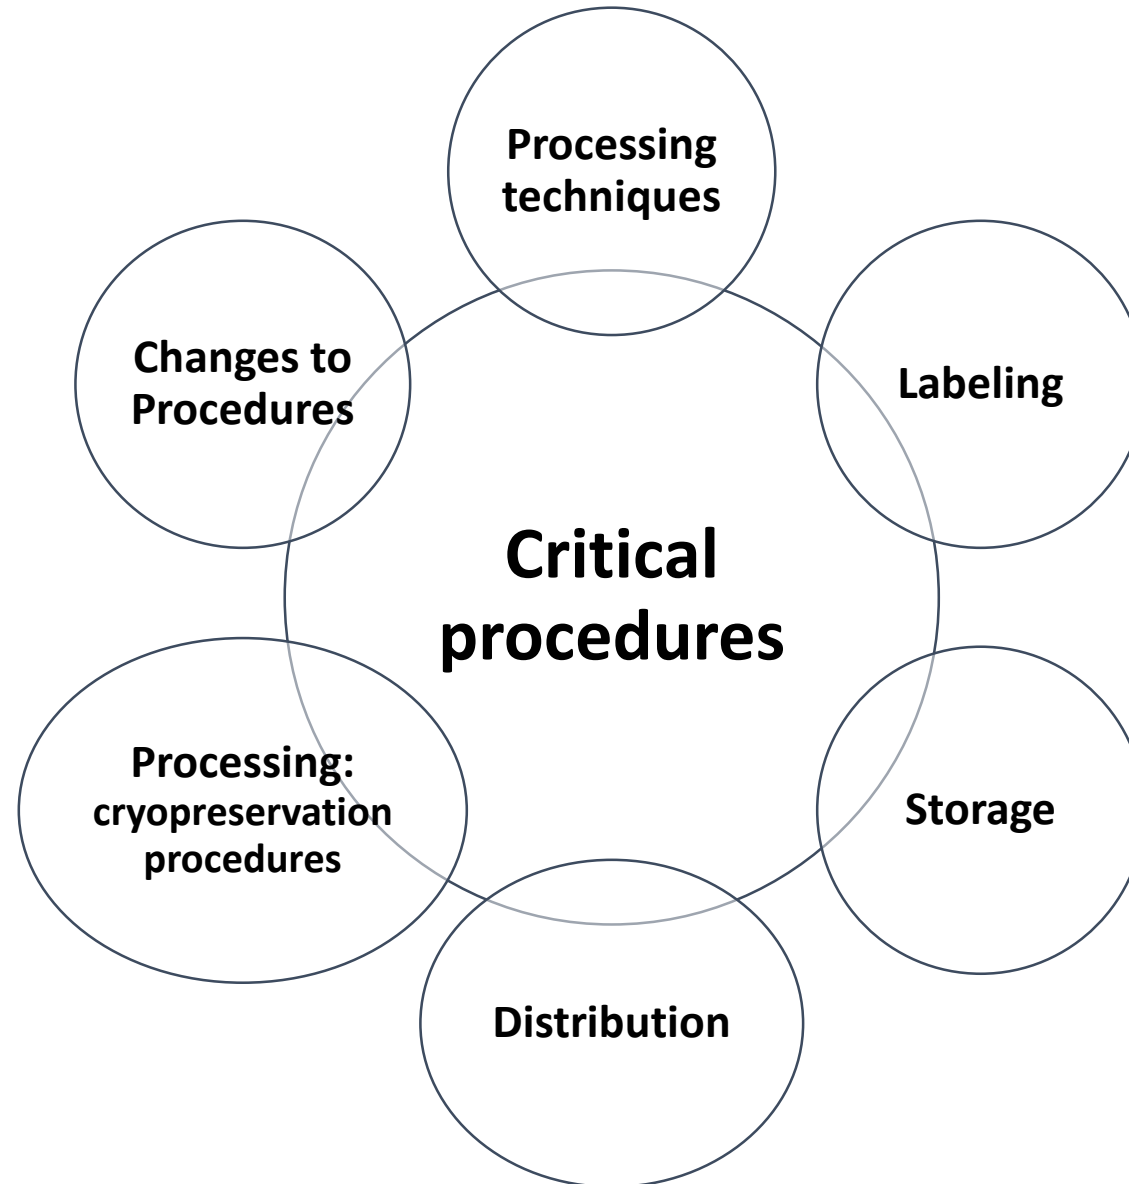 Processing
techniques
Changes to
Procedures
Labeling
Critical
procedures
Processing:
cryopreservation
procedures
Storage
Distribution